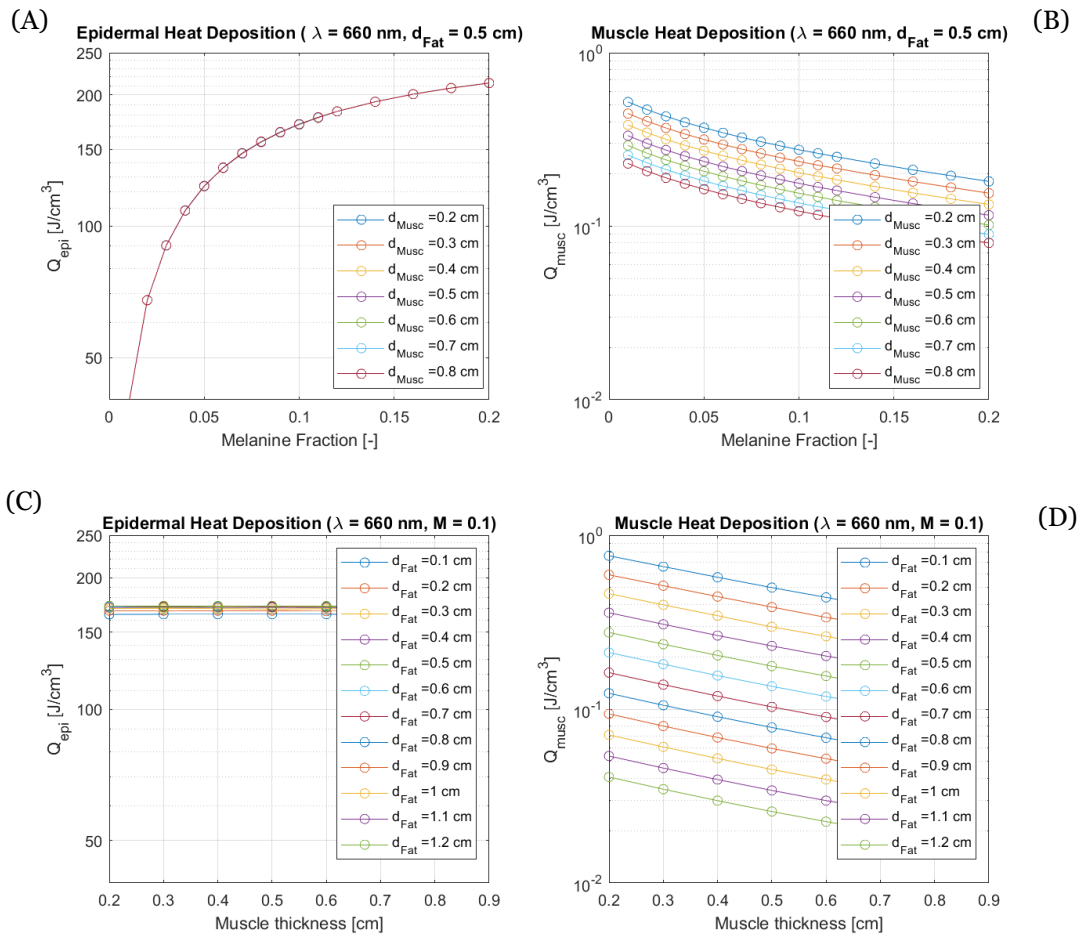 (A)
Epidermal Heat Deposition ( λ = 660 nm, d_Fat = 0.5 cm)
250
200
150
100
50
Q_epi [J/cm^3]
d_Musc =0.2 cm
d_Musc =0.3 cm
d_Musc =0.4 cm
d_Musc =0.5 cm
d_Musc =0.6 cm
d_Musc =0.7 cm
d_Musc =0.8 cm
0 0.05 0.1 0.15 0.2
Melanine Fraction [-]
(B)
Muscle Heat Deposition (λ = 660 nm, d_Fat = 0.5 cm)
10^0
10^-1
10^-2
Q_musc [J/cm^3]
d_Musc =0.2 cm
d_Musc =0.3 cm
d_Musc =0.4 cm
d_Musc =0.5 cm
d_Musc =0.6 cm
d_Musc =0.7 cm
d_Musc =0.8 cm
0 0.05 0.1 0.15 0.2
Melanine Fraction [-]
(C)
Epidermal Heat Deposition (λ = 660 nm, M = 0.1)
250
200
150
100
50
Q_epi [J/cm^3]
d_Fat =0.1 cm
d_Fat =0.2 cm
d_Fat =0.3 cm
d_Fat =0.4 cm
d_Fat =0.5 cm
d_Fat =0.6 cm
d_Fat =0.7 cm
d_Fat =0.8 cm
d_Fat =0.9 cm
d_Fat =1 cm
d_Fat =1.1 cm
d_Fat =1.2 cm
0.2 0.3 0.4 0.5 0.6 0.7 0.8 0.9
Muscle thickness [cm]
(D)
Muscle Heat Deposition (λ = 660 nm, M = 0.1)
10^0
10^-1
10^-2
Q_musc [J/cm^3]
d_Fat =0.1 cm
d_Fat =0.2 cm
d_Fat =0.3 cm
d_Fat =0.4 cm
d_Fat =0.5 cm
d_Fat =0.6 cm
d_Fat =0.7 cm
d_Fat =0.8 cm
d_Fat =0.9 cm
d_Fat =1 cm
d_Fat =1.1 cm
d_Fat =1.2 cm
0.2 0.3 0.4 0.5 0.6 0.7 0.8 0.9
Muscle thickness [cm]